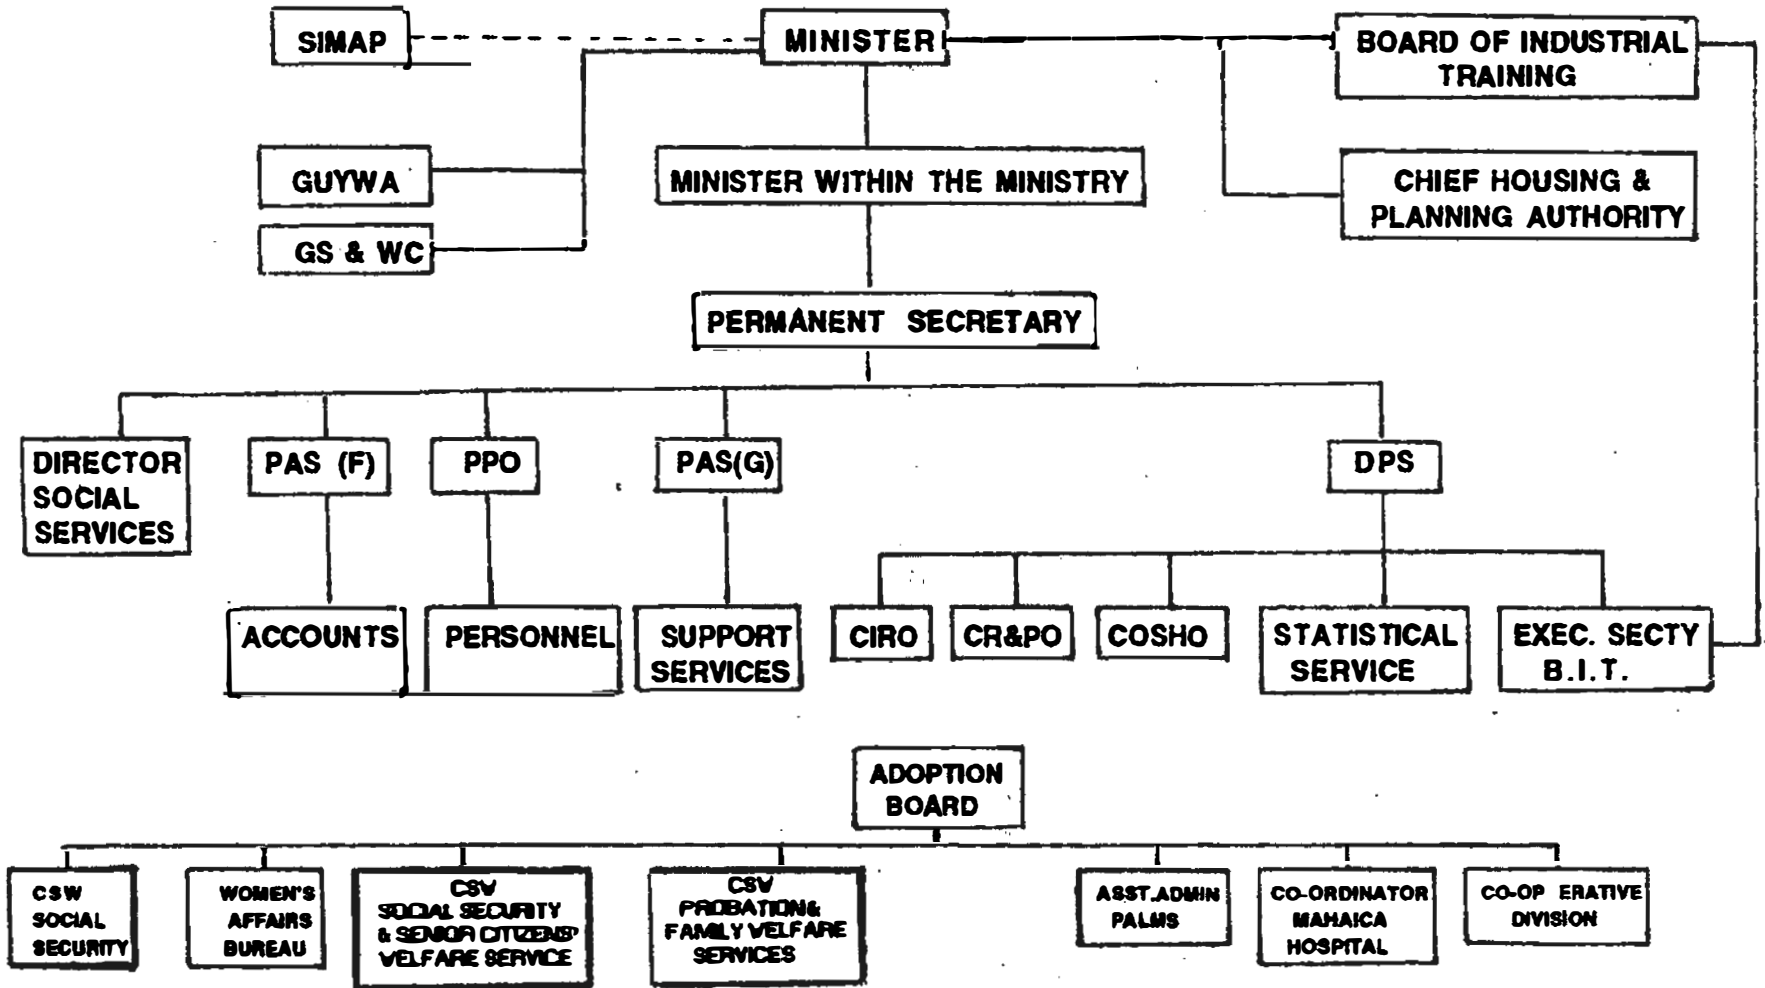 SIMAP
MINISTER
BOARD OF INDUSTRIAL
TRAINING
GUYWA
MINISTER WITHIN THE MINISTRY
CHIEF HOUSING &
PLANNING AUTHORITY
GS & WC
PERMANENT SECRETARY
DIRECTOR
SOCIAL
SERVICES
PAS (F)
PPO
PAS(G)
DPS
ACCOUNTS
PERSONNEL
SUPPORT
SERVICES
CIRO
CR&PO
COSHO
STATISTICAL
SERVICE
EXEC. SECTY
B.I.T.
ADOPTION
BOARD
CSW
SOCIAL
SECURITY
WOMEN'S
AFFAIRS
BUREAU
CSW
SOCIAL SECURITY
& SENIOR CITIZENS'
WELFARE SERVICE
CSW
PROBATION &
FAMILY WELFARE
SERVICES
ASST.ADMIN
PALMS
CO-ORDINATOR
MAHAICA
HOSPITAL
CO-OP ERATIVE
DIVISION